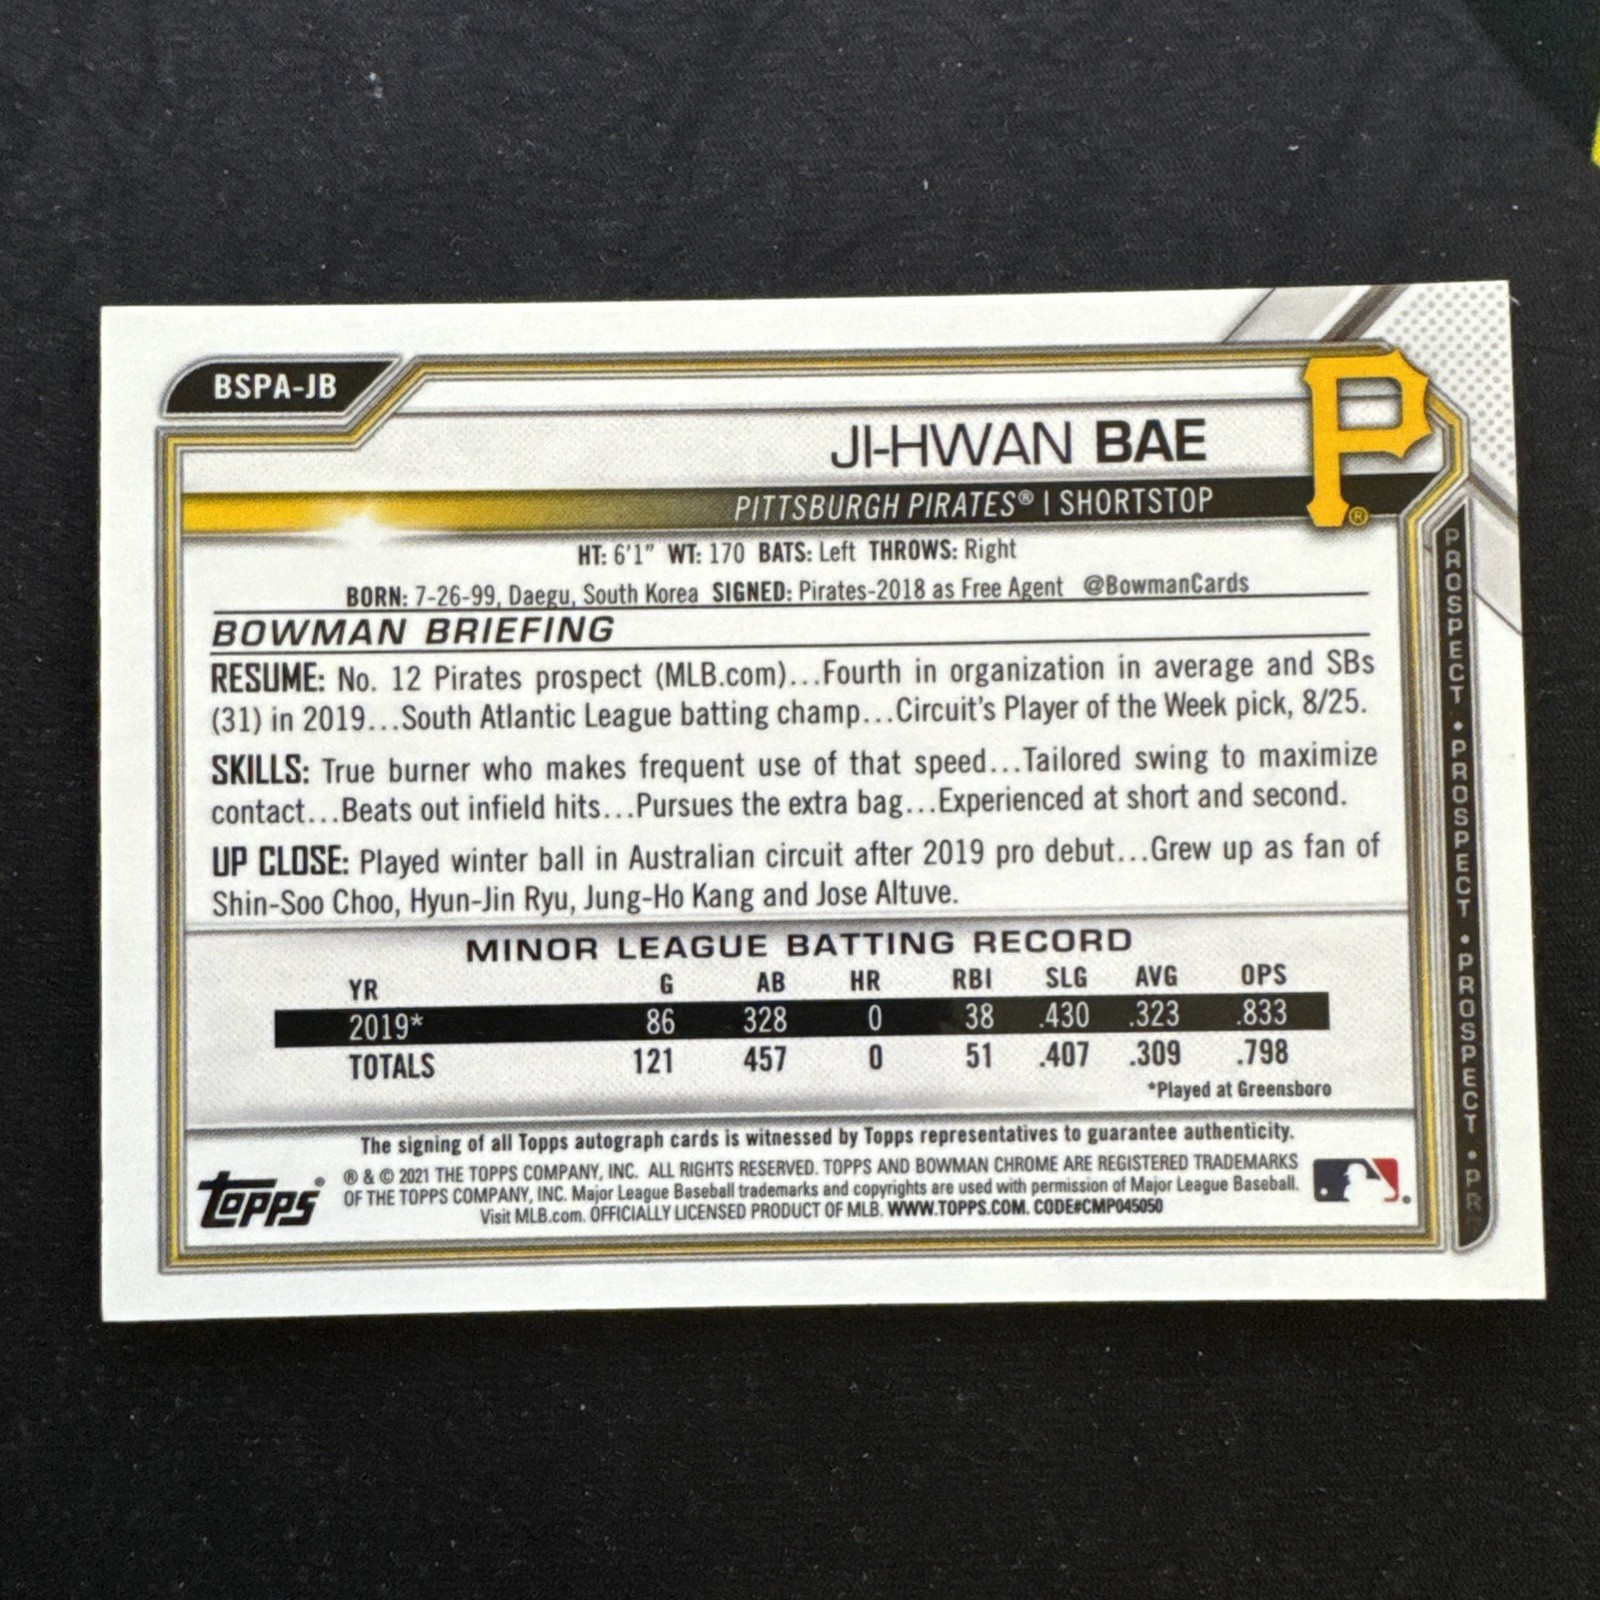 BSPA-JB
JI-HWAN BAE
PITTSBURGH PIRATES® | SHORTSTOP
P®
HT: 6'1" WT: 170 BATS: Left THROWS: Right
BORN: 7-26-99, Daegu, South Korea SIGNED: Pirates-2018 as Free Agent @BowmanCards
BOWMAN BRIEFING
RESUME: No. 12 Pirates prospect (MLB.com)...Fourth in organization in average and SBs
(31) in 2019...South Atlantic League batting champ...Circuit's Player of the Week pick, 8/25.
SKILLS: True burner who makes frequent use of that speed...Tailored swing to maximize
contact...Beats out infield hits...Pursues the extra bag...Experienced at short and second.
UP CLOSE: Played winter ball in Australian circuit after 2019 pro debut...Grew up as fan of
Shin-Soo Choo, Hyun-Jin Ryu, Jung-Ho Kang and Jose Altuve.
MINOR LEAGUE BATTING RECORD
YR G AB HR RBI SLG AVG OPS
2019* 86 328 0 38 .430 .323 .833
TOTALS 121 457 0 51 .407 .309 .798
*Played at Greensboro
The signing of all Topps autograph cards is witnessed by Topps representatives to guarantee authenticity.
topps®
® & © 2021 THE TOPPS COMPANY, INC. ALL RIGHTS RESERVED. TOPPS AND BOWMAN CHROME ARE REGISTERED TRADEMARKS
OF THE TOPPS COMPANY, INC. Major League Baseball trademarks and copyrights are used with permission of Major League Baseball.
Visit MLB.com. OFFICIALLY LICENSED PRODUCT OF MLB. WWW.TOPPS.COM. CODE#CMP045050
PROSPECT • PROSPECT • PROSPECT • PR